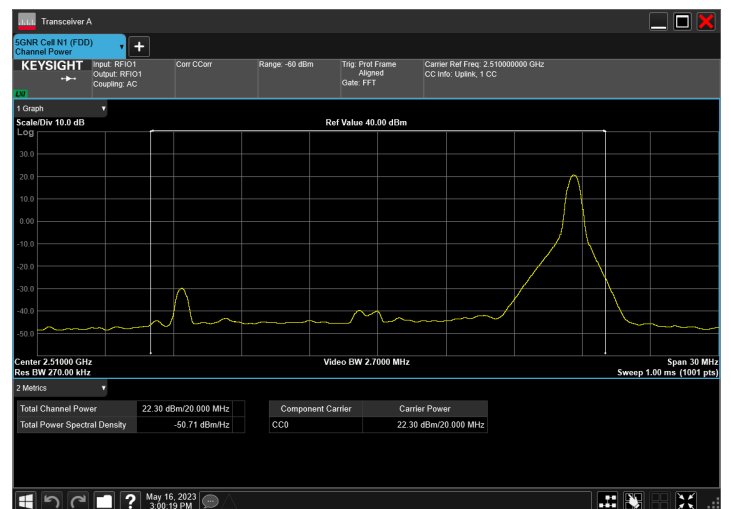 Transceiver A
5GNR Cell N1 (FDD)
Channel Power
KEYSIGHT
Input: RFIO1
Output: RFIO1
Coupling: AC
Corr CCorr
Range: -60 dBm
Trig: Prot Frame
Aligned
Gate: FFT
Carrier Ref Freq: 2.510000000 GHz
CC Info: Uplink, 1 CC
LXI
1 Graph
Scale/Div 10.0 dB
Ref Value 40.00 dBm
Log
30.0
20.0
10.0
0.00
-10.0
-20.0
-30.0
-40.0
-50.0
Center 2.51000 GHz
Video BW 2.7000 MHz
Span 30 MHz
Res BW 270.00 kHz
Sweep 1.00 ms (1001 pts)
2 Metrics
Total Channel Power 22.30 dBm/20.000 MHz
Total Power Spectral Density -50.71 dBm/Hz
Component Carrier Carrier Power
CC0 22.30 dBm/20.000 MHz
?
May 16, 2023
3:00:19 PM